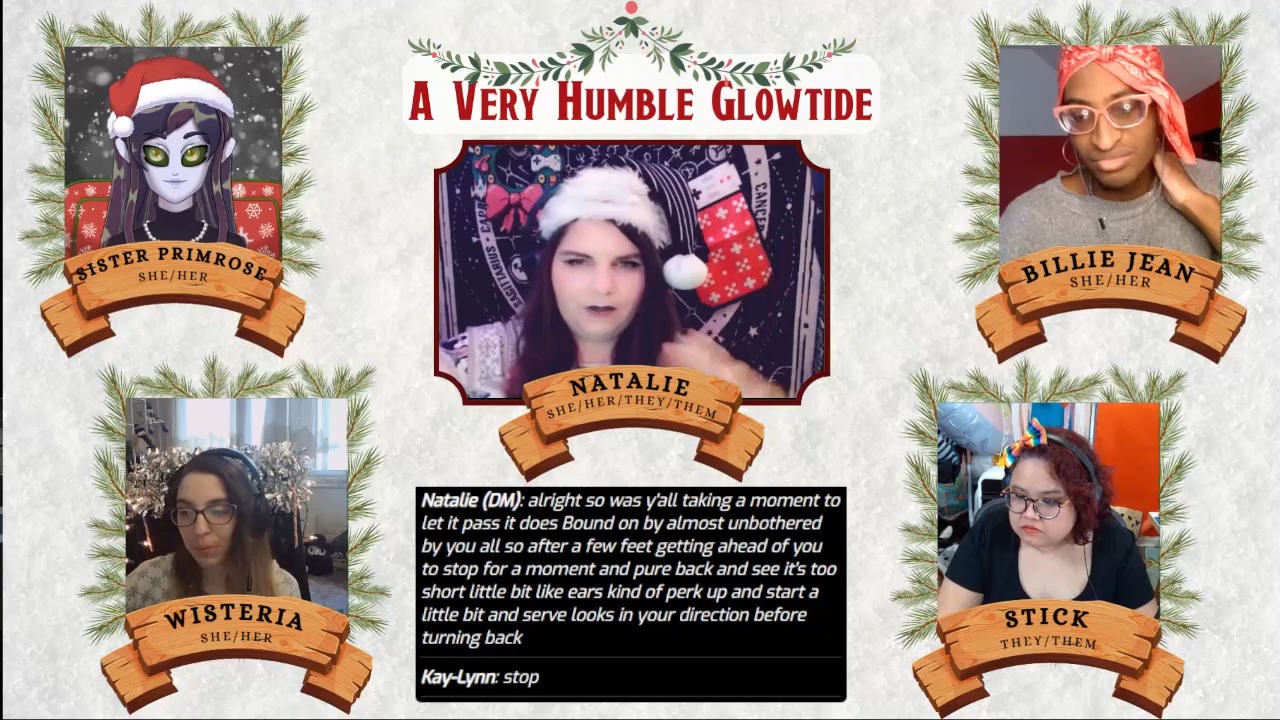 A Very Humble Glowtide
SISTER PRIMROSE
SHE/HER
BILLIE JEAN
SHE/HER
CAPR
SAGITTARIUS
CANCE
NATALIE
SHE/HER/THEY/THEM
WISTERIA
SHE/HER
STICK
THEY/THEM
Natalie (DM): alright so was y'all taking a moment to
let it pass it does Bound on by almost unbothered
by you all so after a few feet getting ahead of you
to stop for a moment and pure back and see it's too
short little bit like ears kind of perk up and start a
little bit and serve looks in your direction before
turning back
Kay-Lynn: stop